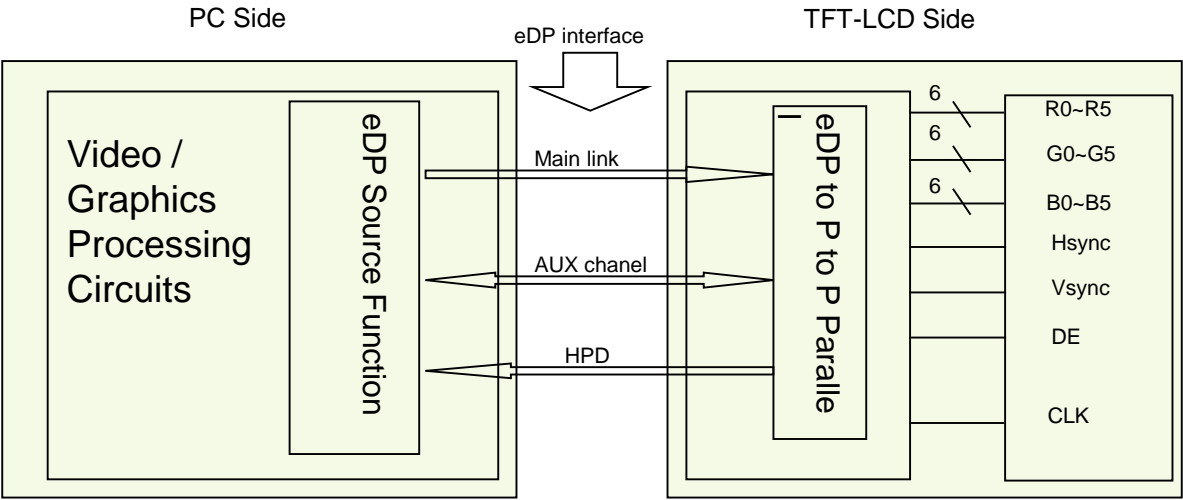 PC Side
TFT-LCD Side
eDP interface
Video /
Graphics
Processing
Circuits
eDP Source Function
Main link
AUX chanel
HPD
eDP to P to P Paralle
l
6
R0~R5
6
G0~G5
6
B0~B5
Hsync
Vsync
DE
CLK